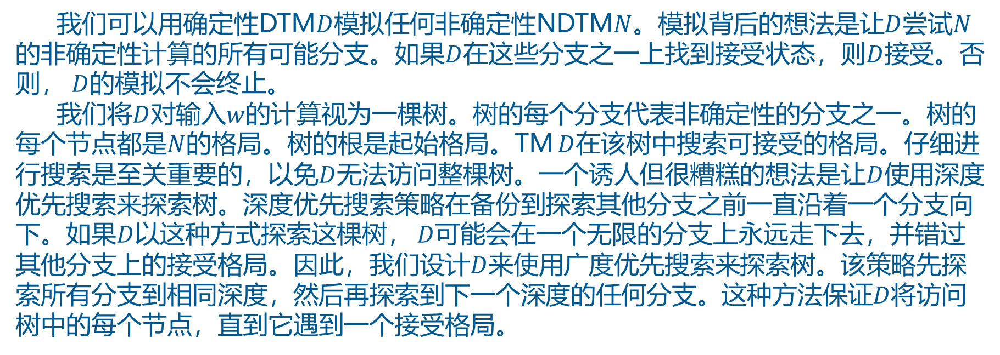 我们可以用确定性DTMD模拟任何非确定性NDTMN。模拟背后的想法是让D尝试N
的非确定性计算的所有可能分支。如果D在这些分支之一上找到接受状态，则D接受。否
则， D的模拟不会终止。
我们将D对输入w的计算视为一棵树。树的每个分支代表非确定性的分支之一。树的
每个节点都是N的格局。树的根是起始格局。TM D在该树中搜索可接受的格局。仔细进
行搜索是至关重要的，以免D无法访问整棵树。一个诱人但很糟糕的想法是让D使用深度
优先搜索来探索树。深度优先搜索策略在备份到探索其他分支之前一直沿着一个分支向
下。如果D以这种方式探索这棵树， D可能会在一个无限的分支上永远走下去，并错过
其他分支上的接受格局。因此，我们设计D来使用广度优先搜索来探索树。该策略先探
索所有分支到相同深度，然后再探索到下一个深度的任何分支。这种方法保证D将访问
树中的每个节点，直到它遇到一个接受格局。